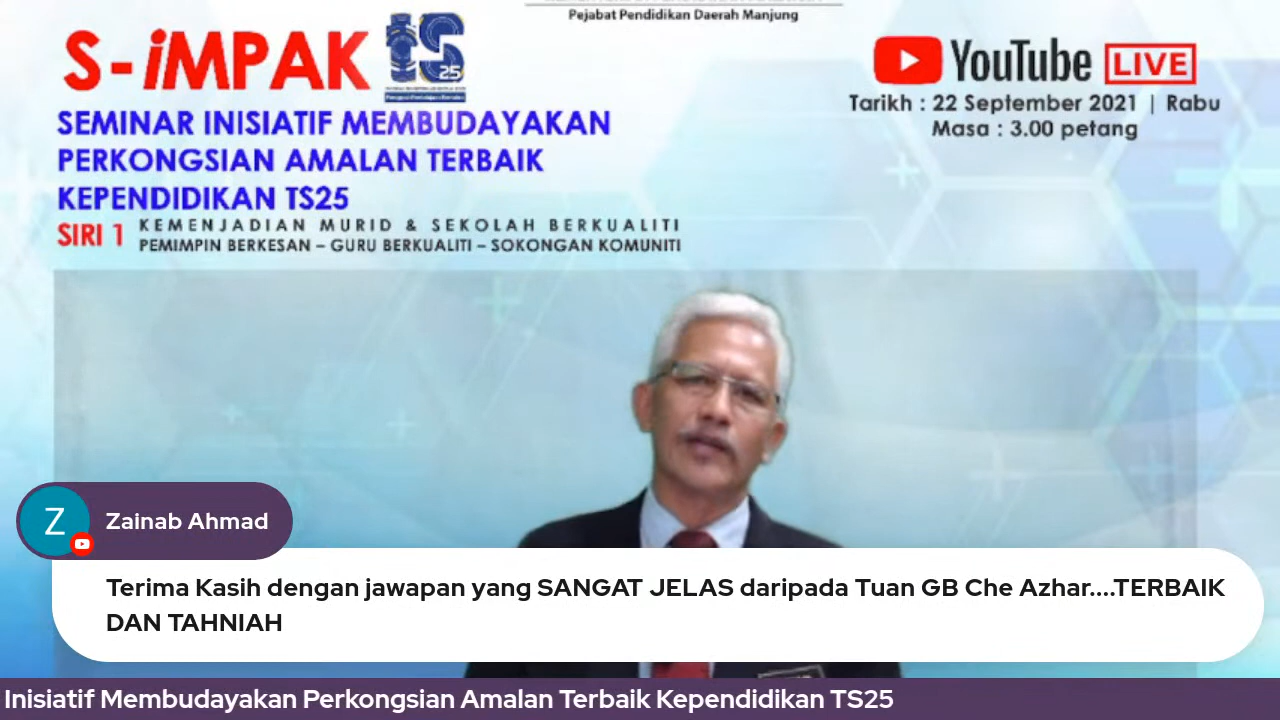 Pejabat Pendidikan Daerah Manjung
S-iMPAK
TS
25
YouTube LIVE
Tarikh : 22 September 2021 | Rabu
Masa : 3.00 petang
SEMINAR INISIATIF MEMBUDAYAKAN
PERKONGSIAN AMALAN TERBAIK
KEPENDIDIKAN TS25
SIRI 1
KEMENJADIAN MURID & SEKOLAH BERKUALITI
PEMIMPIN BERKESAN – GURU BERKUALITI – SOKONGAN KOMUNITI
Z
Zainab Ahmad
Terima Kasih dengan jawapan yang SANGAT JELAS daripada Tuan GB Che Azhar....TERBAIK
DAN TAHNIAH
Inisiatif Membudayakan Perkongsian Amalan Terbaik Kependidikan TS25